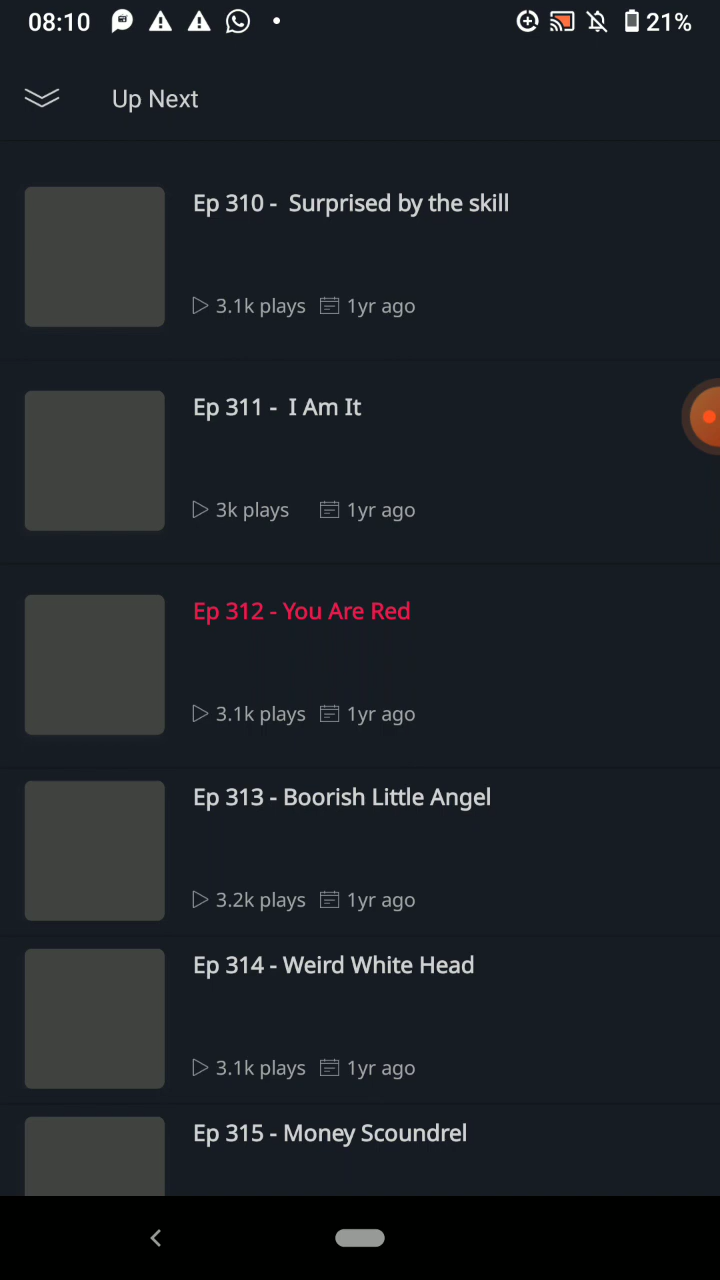 08:10
21%
Up Next
Ep 310 -  Surprised by the skill
3.1k plays 1yr ago
Ep 311 -  I Am It
3k plays 1yr ago
Ep 312 - You Are Red
3.1k plays 1yr ago
Ep 313 - Boorish Little Angel
3.2k plays 1yr ago
Ep 314 - Weird White Head
3.1k plays 1yr ago
Ep 315 - Money Scoundrel